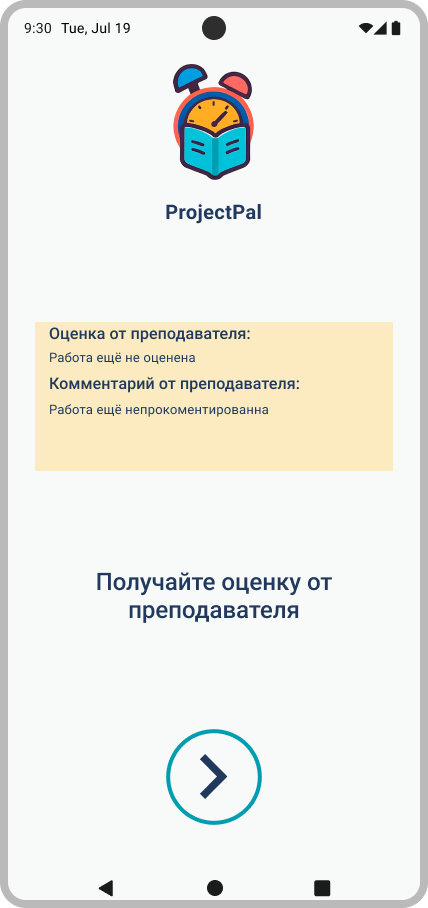 9:30 Tue, Jul 19
ProjectPal
Оценка от преподавателя:
Работа ещё не оценена
Комментарий от преподавателя:
Работа ещё непрокоментированна
Получайте оценку от
преподавателя